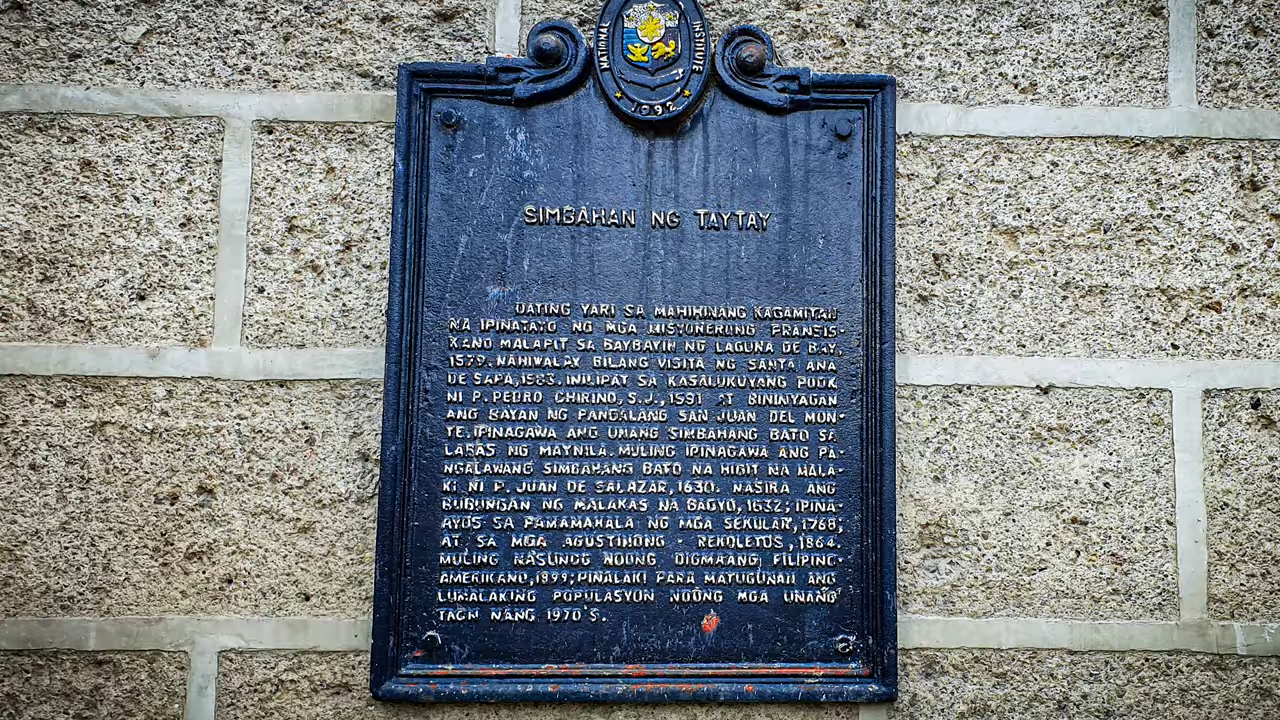 NATIONAL INSTITUTE
1992
SIMBAHAN NG TAYTAY
DATING YARI SA MAHIHINANG KAGAMITAN
NA IPINATAYO NG MGA MISYONERONG PRANSIS-
KANO MALAPIT SA BAYBAYIN NG LAGUNA DE BAY,
1579. NAHIWALAY BILANG VISITA NG SANTA ANA
DE SAPA, 1583. INILIPAT SA KASALUKUYANG POOK
NI P. PEDRO CHIRINO, S.J., 1591 AT BININYAGAN
ANG BAYAN NG PANGALANG SAN JUAN DEL MON-
TE. IPINAGAWA ANG UNANG SIMBAHANG BATO SA
LABAS NG MAYNILA. MULING IPINAGAWA ANG PA-
NGALAWANG SIMBAHANG BATO NA HIGIT NA MALA-
KI NI P. JUAN DE SALAZAR, 1630. NASIRA ANG
BUBUNGAN NG MALAKAS NA BAGYO, 1632; IPINA-
AYOS SA PAMAMAHALA NG MGA SEKULAR, 1768;
AT SA MGA AGUSTINONG - REKOLETOS, 1864.
MULING NASUNOG NOONG DIGMAANG FILIPINO-
AMERIKANO, 1899; PINALAKI PARA MATUGUNAN ANG
LUMALAKING POPULASYON NOONG MGA UNANG
TAON NANG 1970'S.